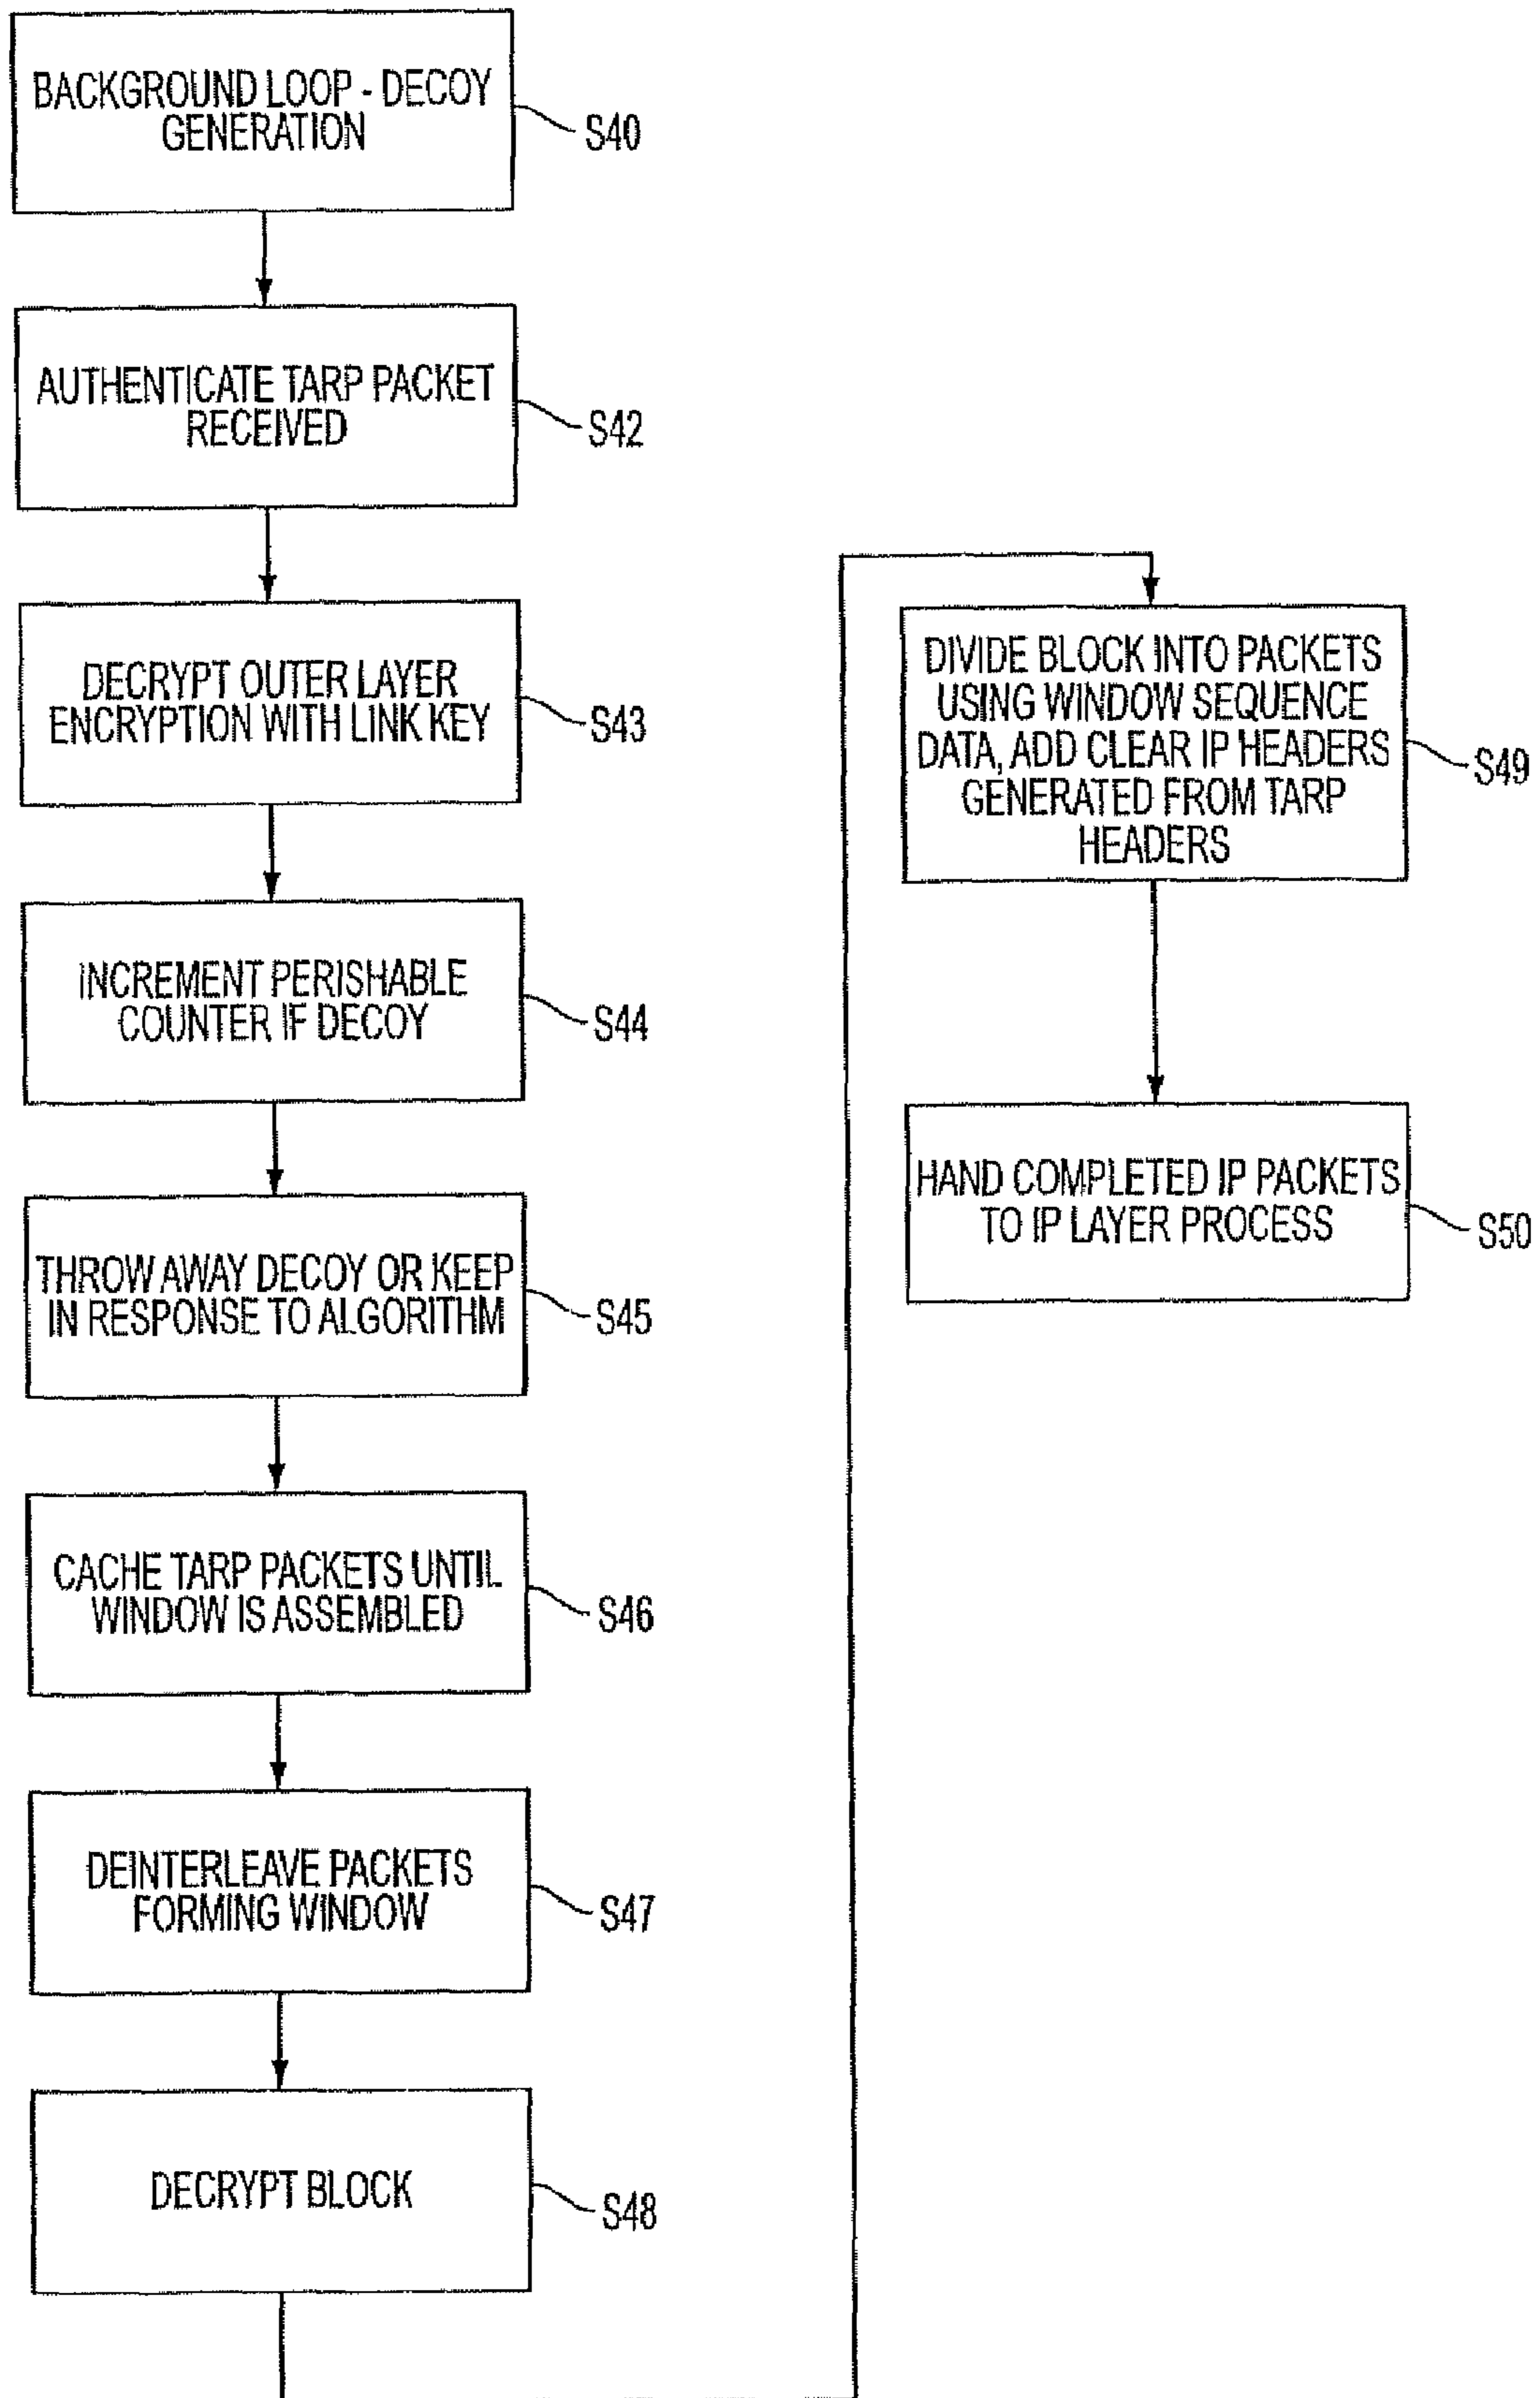 BACKGROUND LOOP - DECOY
GENERATION
S40
AUTHENTICATE TARP PACKET
RECEIVED
S42
DECRYPT OUTER LAYER
ENCRYPTION WITH LINK KEY
S43
INCREMENT PERISHABLE
COUNTER IF DECOY
S44
THROW AWAY DECOY OR KEEP
IN RESPONSE TO ALGORITHM
S45
CACHE TARP PACKETS UNTIL
WINDOW IS ASSEMBLED
S46
DEINTERLEAVE PACKETS
FORMING WINDOW
S47
DECRYPT BLOCK
S48
DIVIDE BLOCK INTO PACKETS
USING WINDOW SEQUENCE
DATA, ADD CLEAR IP HEADERS
GENERATED FROM TARP
HEADERS
S49
HAND COMPLETED IP PACKETS
TO IP LAYER PROCESS
S50